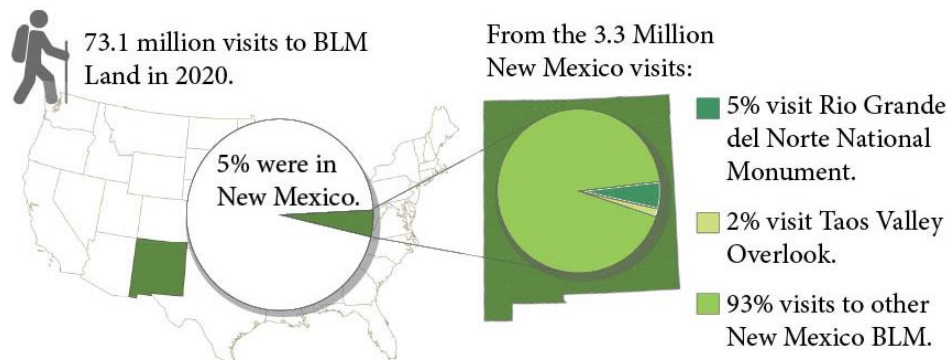 73.1 million visits to BLM
Land in 2020.
5% were in
New Mexico.
From the 3.3 Million
New Mexico visits:
5% visit Rio Grande
del Norte National
Monument.
2% visit Taos Valley
Overlook.
93% visits to other
New Mexico BLM.